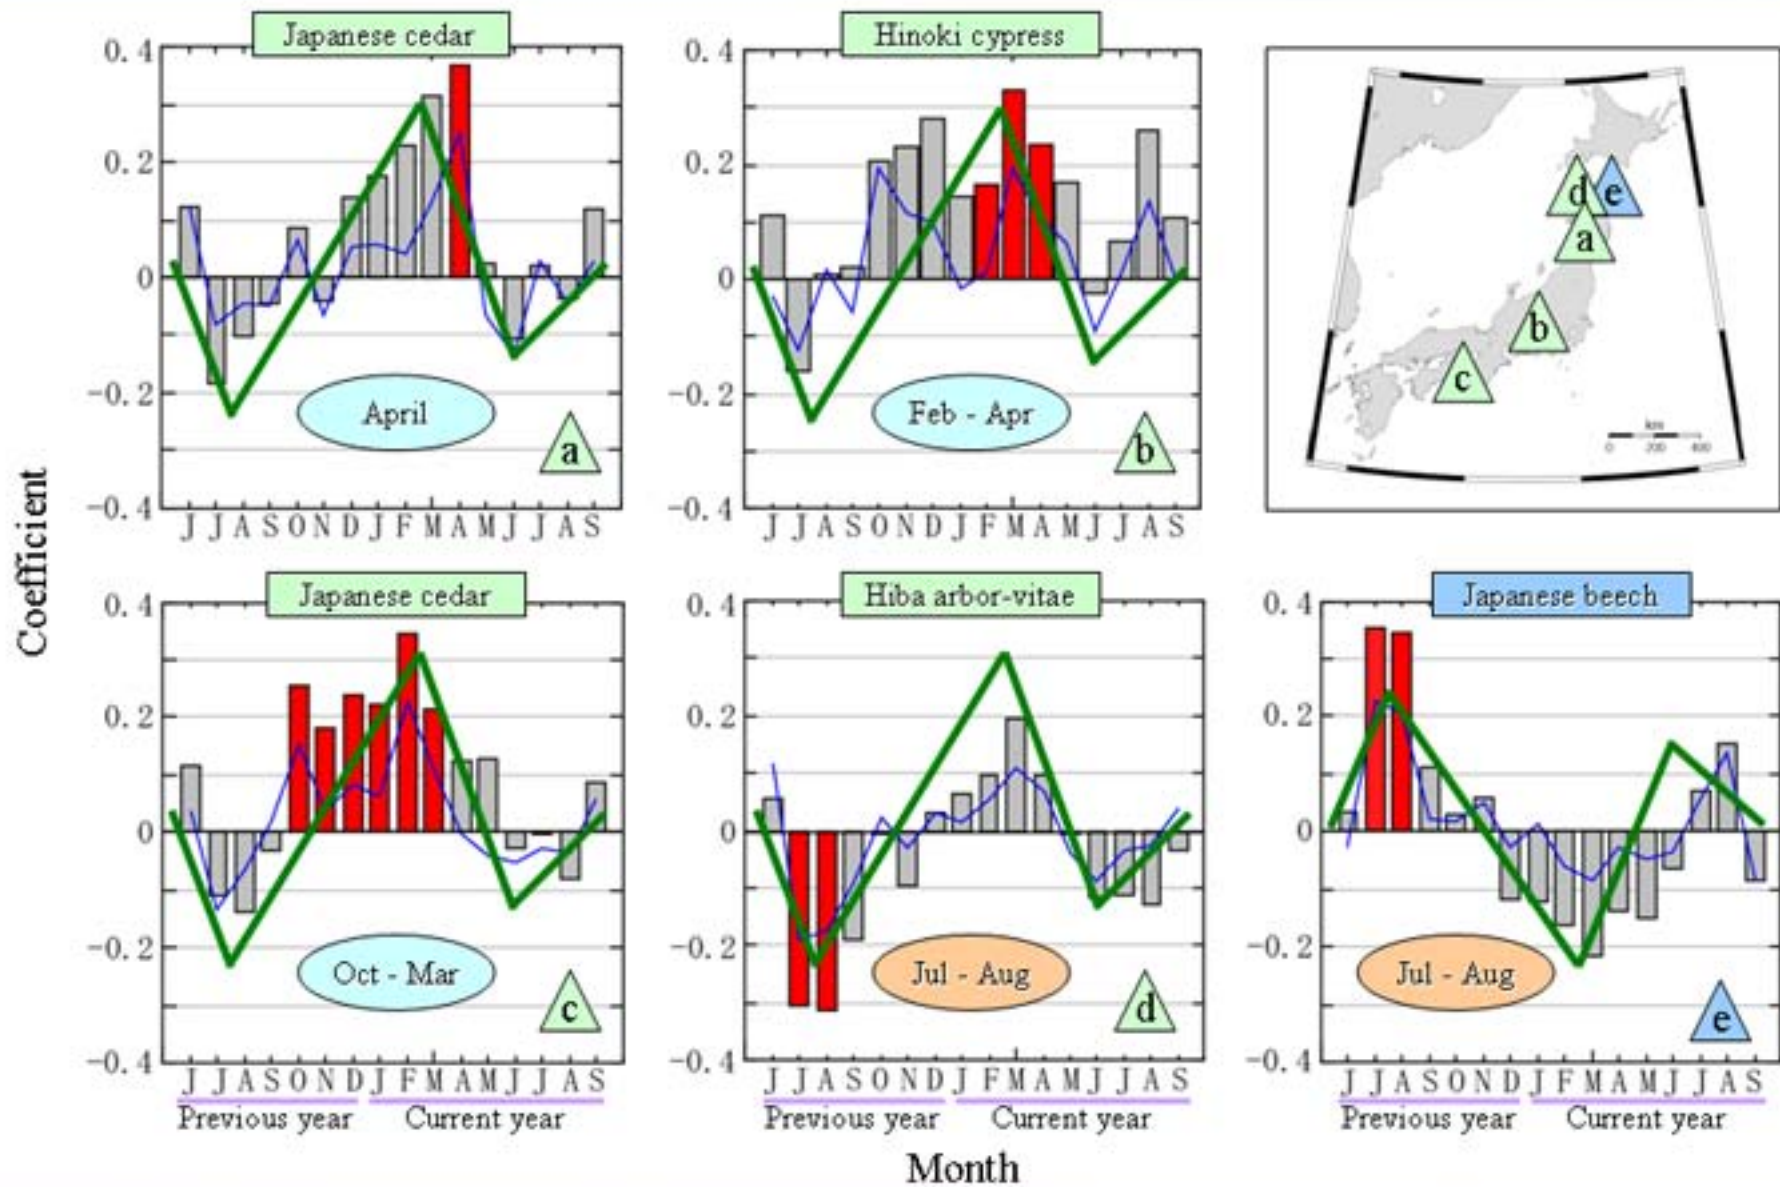 Japanese cedar
0.4
0.2
0
-0.2
-0.4
April
a
J J A S O N D J F M A M J J A S
Hinoki cypress
0.4
0.2
0
-0.2
-0.4
Feb - Apr
b
J J A S O N D J F M A M J J A S
d e
a
b
c
km
0 200 400
Coefficient
Japanese cedar
0.4
0.2
0
-0.2
-0.4
Oct - Mar
c
J J A S O N D J F M A M J J A S
Previous year Current year
Hiba arbor-vitae
0.4
0.2
0
-0.2
-0.4
Jul - Aug
d
J J A S O N D J F M A M J J A S
Previous year Current year
Japanese beech
0.4
0.2
0
-0.2
-0.4
Jul - Aug
e
J J A S O N D J F M A M J J A S
Previous year Current year
Month